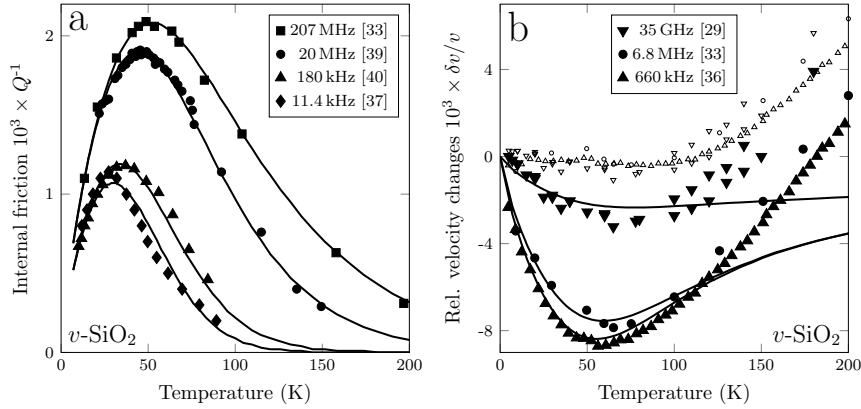 a
207 MHz [33]
20 MHz [39]
180 kHz [40]
11.4 kHz [37]
Internal friction 10³ × Q⁻¹
2
1
0
0 50 100 150 200
Temperature (K)
v-SiO₂
b
35 GHz [29]
6.8 MHz [33]
660 kHz [36]
Rel. velocity changes 10³ × δv/v
4
0
-4
-8
0 50 100 150 200
Temperature (K)
v-SiO₂